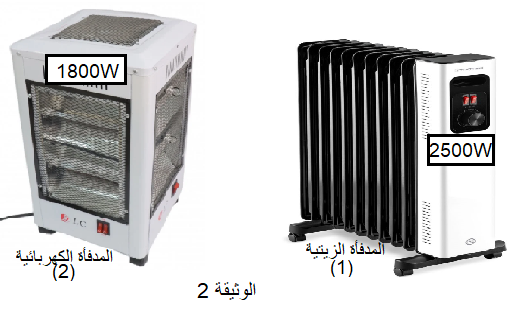 1800W
2500W
المدفأة الكهربائية
(2)
المدفأة الزيتية
(1)
الوثيقة 2